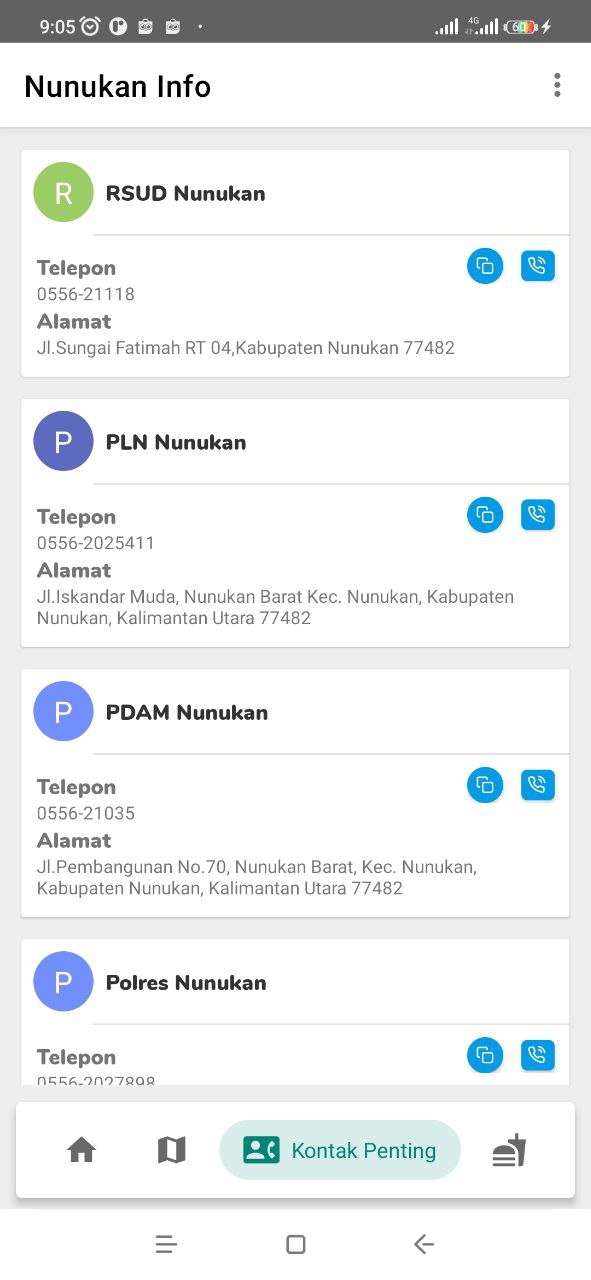 9:05
4G
60
Nunukan Info
R
RSUD Nunukan
Telepon
0556-21118
Alamat
Jl.Sungai Fatimah RT 04,Kabupaten Nunukan 77482
P
PLN Nunukan
Telepon
0556-2025411
Alamat
Jl.Iskandar Muda, Nunukan Barat Kec. Nunukan, Kabupaten
Nunukan, Kalimantan Utara 77482
P
PDAM Nunukan
Telepon
0556-21035
Alamat
Jl.Pembangunan No.70, Nunukan Barat, Kec. Nunukan,
Kabupaten Nunukan, Kalimantan Utara 77482
P
Polres Nunukan
Telepon
0556-2027898
Kontak Penting